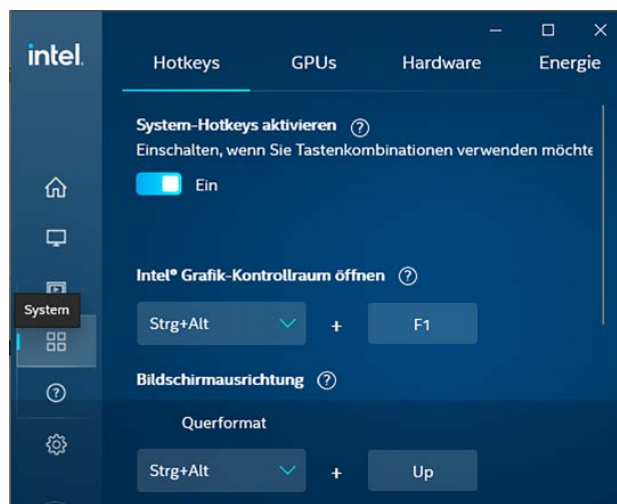 intel.
Hotkeys GPUs Hardware Energie
System-Hotkeys aktivieren ?
Einschalten, wenn Sie Tastenkombinationen verwenden möchte
Ein
Intel® Grafik-Kontrollraum öffnen ?
System
Strg+Alt + F1
Bildschirmausrichtung ?
?
Querformat
Strg+Alt + Up